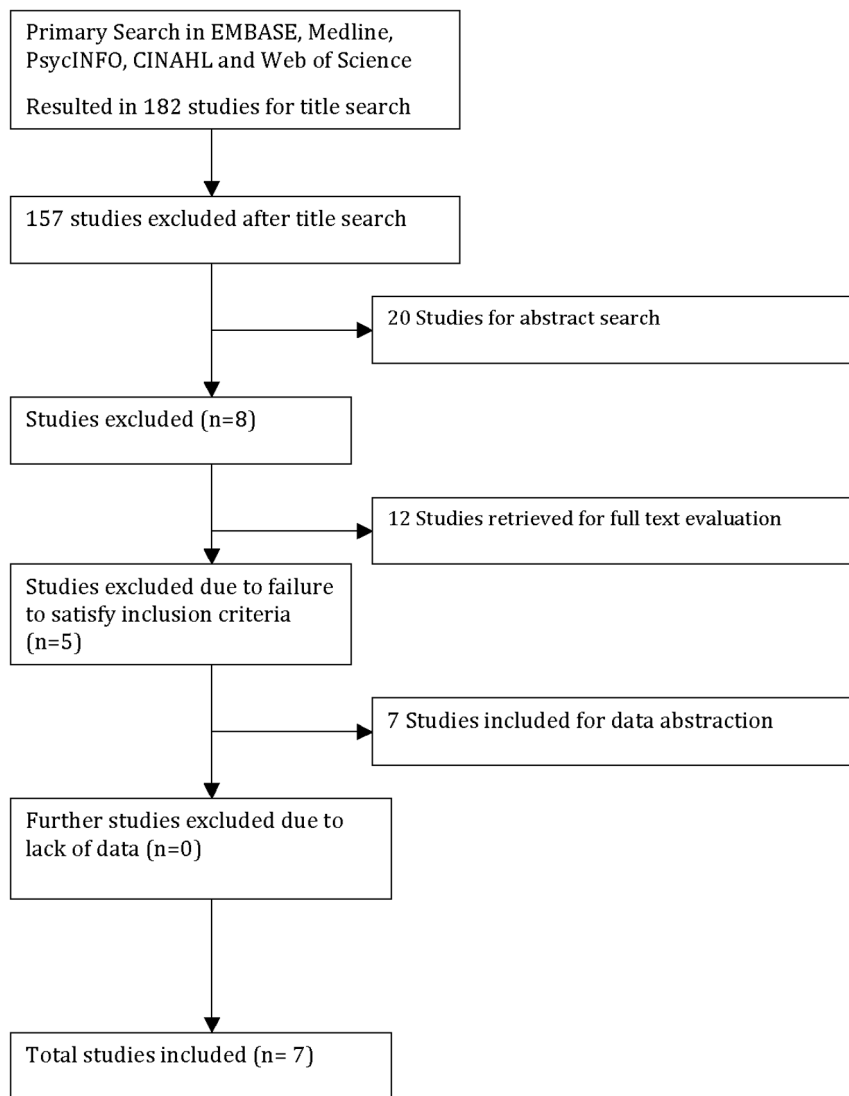 Primary Search in EMBASE, Medline,
PsycINFO, CINAHL and Web of Science
Resulted in 182 studies for title search
157 studies excluded after title search
20 Studies for abstract search
Studies excluded (n=8)
12 Studies retrieved for full text evaluation
Studies excluded due to failure
to satisfy inclusion criteria
(n=5)
7 Studies included for data abstraction
Further studies excluded due to
lack of data (n=0)
Total studies included (n= 7)